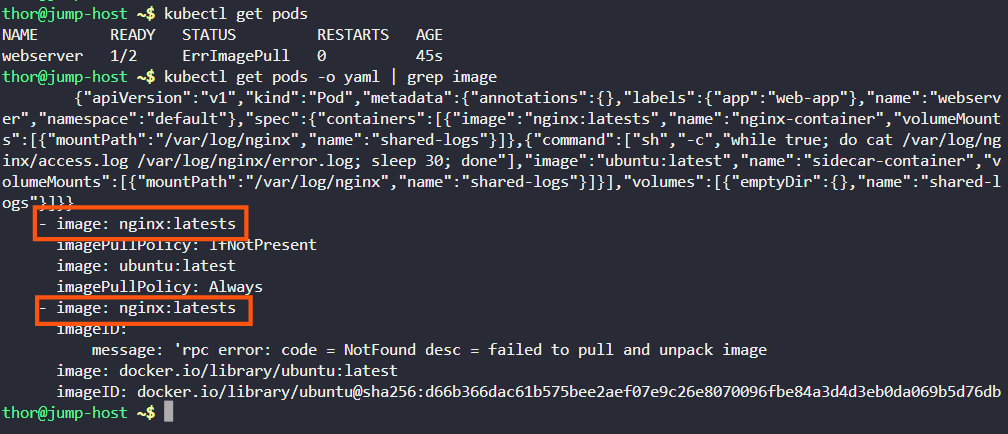 thor@jump-host ~$ kubectl get pods
NAME        READY   STATUS         RESTARTS   AGE
webserver   1/2     ErrImagePull   0          45s
thor@jump-host ~$ kubectl get pods -o yaml | grep image
        {"apiVersion":"v1","kind":"Pod","metadata":{"annotations":{},"labels":{"app":"web-app"},"name":"webserv
er","namespace":"default"},"spec":{"containers":[{"image":"nginx:latests","name":"nginx-container","volumeMount
s":[{"mountPath":"/var/log/nginx","name":"shared-logs"}]},{"command":["sh","-c","while true; do cat /var/log/ng
inx/access.log /var/log/nginx/error.log; sleep 30; done"],"image":"ubuntu:latest","name":"sidecar-container","v
olumeMounts":[{"mountPath":"/var/log/nginx","name":"shared-logs"}]}],"volumes":[{"emptyDir":{},"name":"shared-l
ogs"}]}}
    - image: nginx:latests
      imagePullPolicy: IfNotPresent
      image: ubuntu:latest
      imagePullPolicy: Always
    - image: nginx:latests
      imageID:
          message: 'rpc error: code = NotFound desc = failed to pull and unpack image
      image: docker.io/library/ubuntu:latest
      imageID: docker.io/library/ubuntu@sha256:d66b366dac61b575bee2aef07e9c26e8070096fbe84a3d4d3eb0da069b5d76db
thor@jump-host ~$